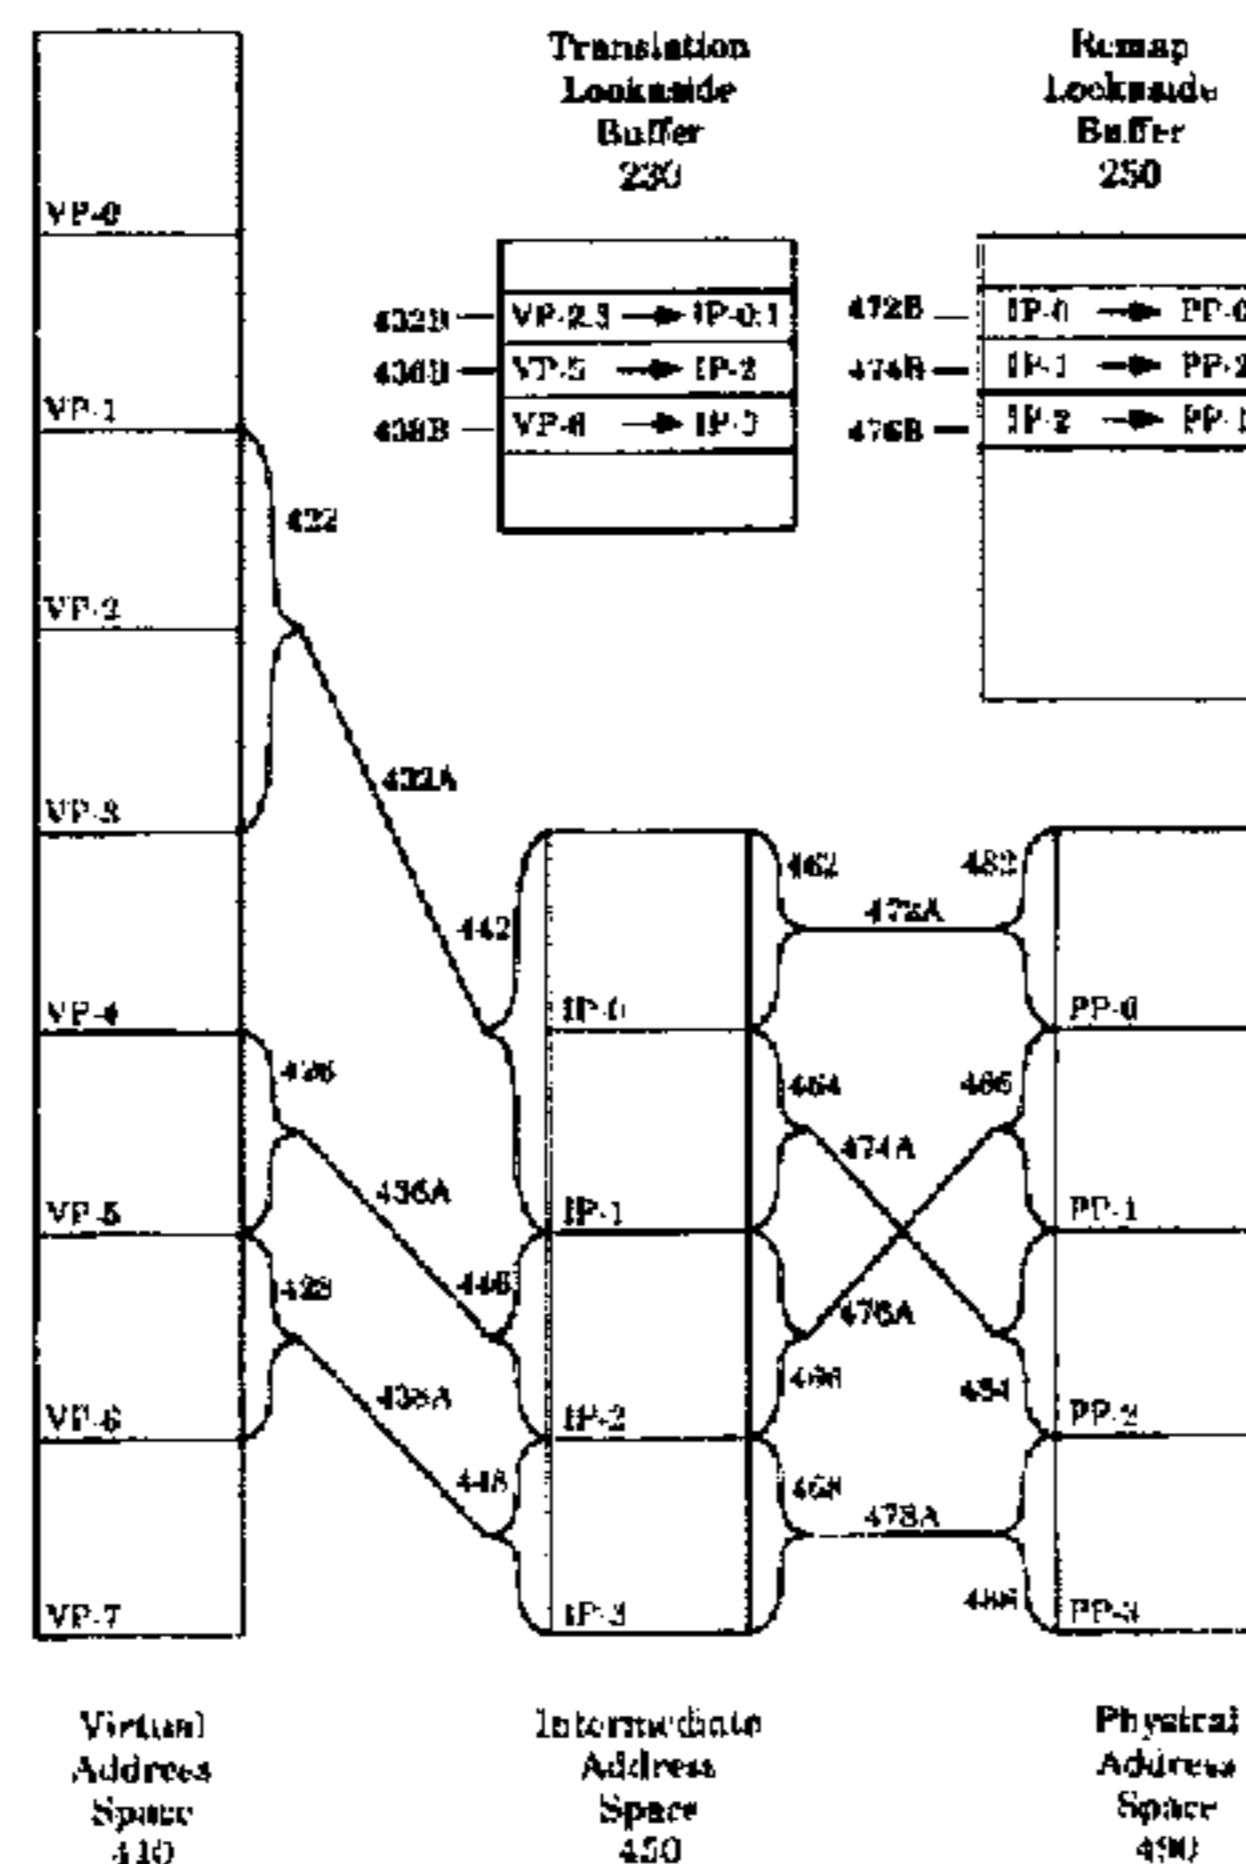 Translation
Lookaside
Buffer
230
Remap
Lookaside
Buffer
250
VP-0
VP-1
VP-2
VP-3
VP-4
VP-5
VP-6
VP-7
432B
VP-2,3 IP-0,1
436B
VP-5 IP-2
438B
VP-6 IP-3
472B
IP-0 PP-0
474B
IP-1 PP-2
476B
IP-2 PP-1
422
432A
442
426
436A
446
428
438A
448
IP-0
IP-1
IP-2
IP-3
462
472A
482
464
474A
476A
466
484
468
478A
PP-0
PP-1
PP-2
PP-3
Virtual
Address
Space
410
Intermediate
Address
Space
450
Physical
Address
Space
490